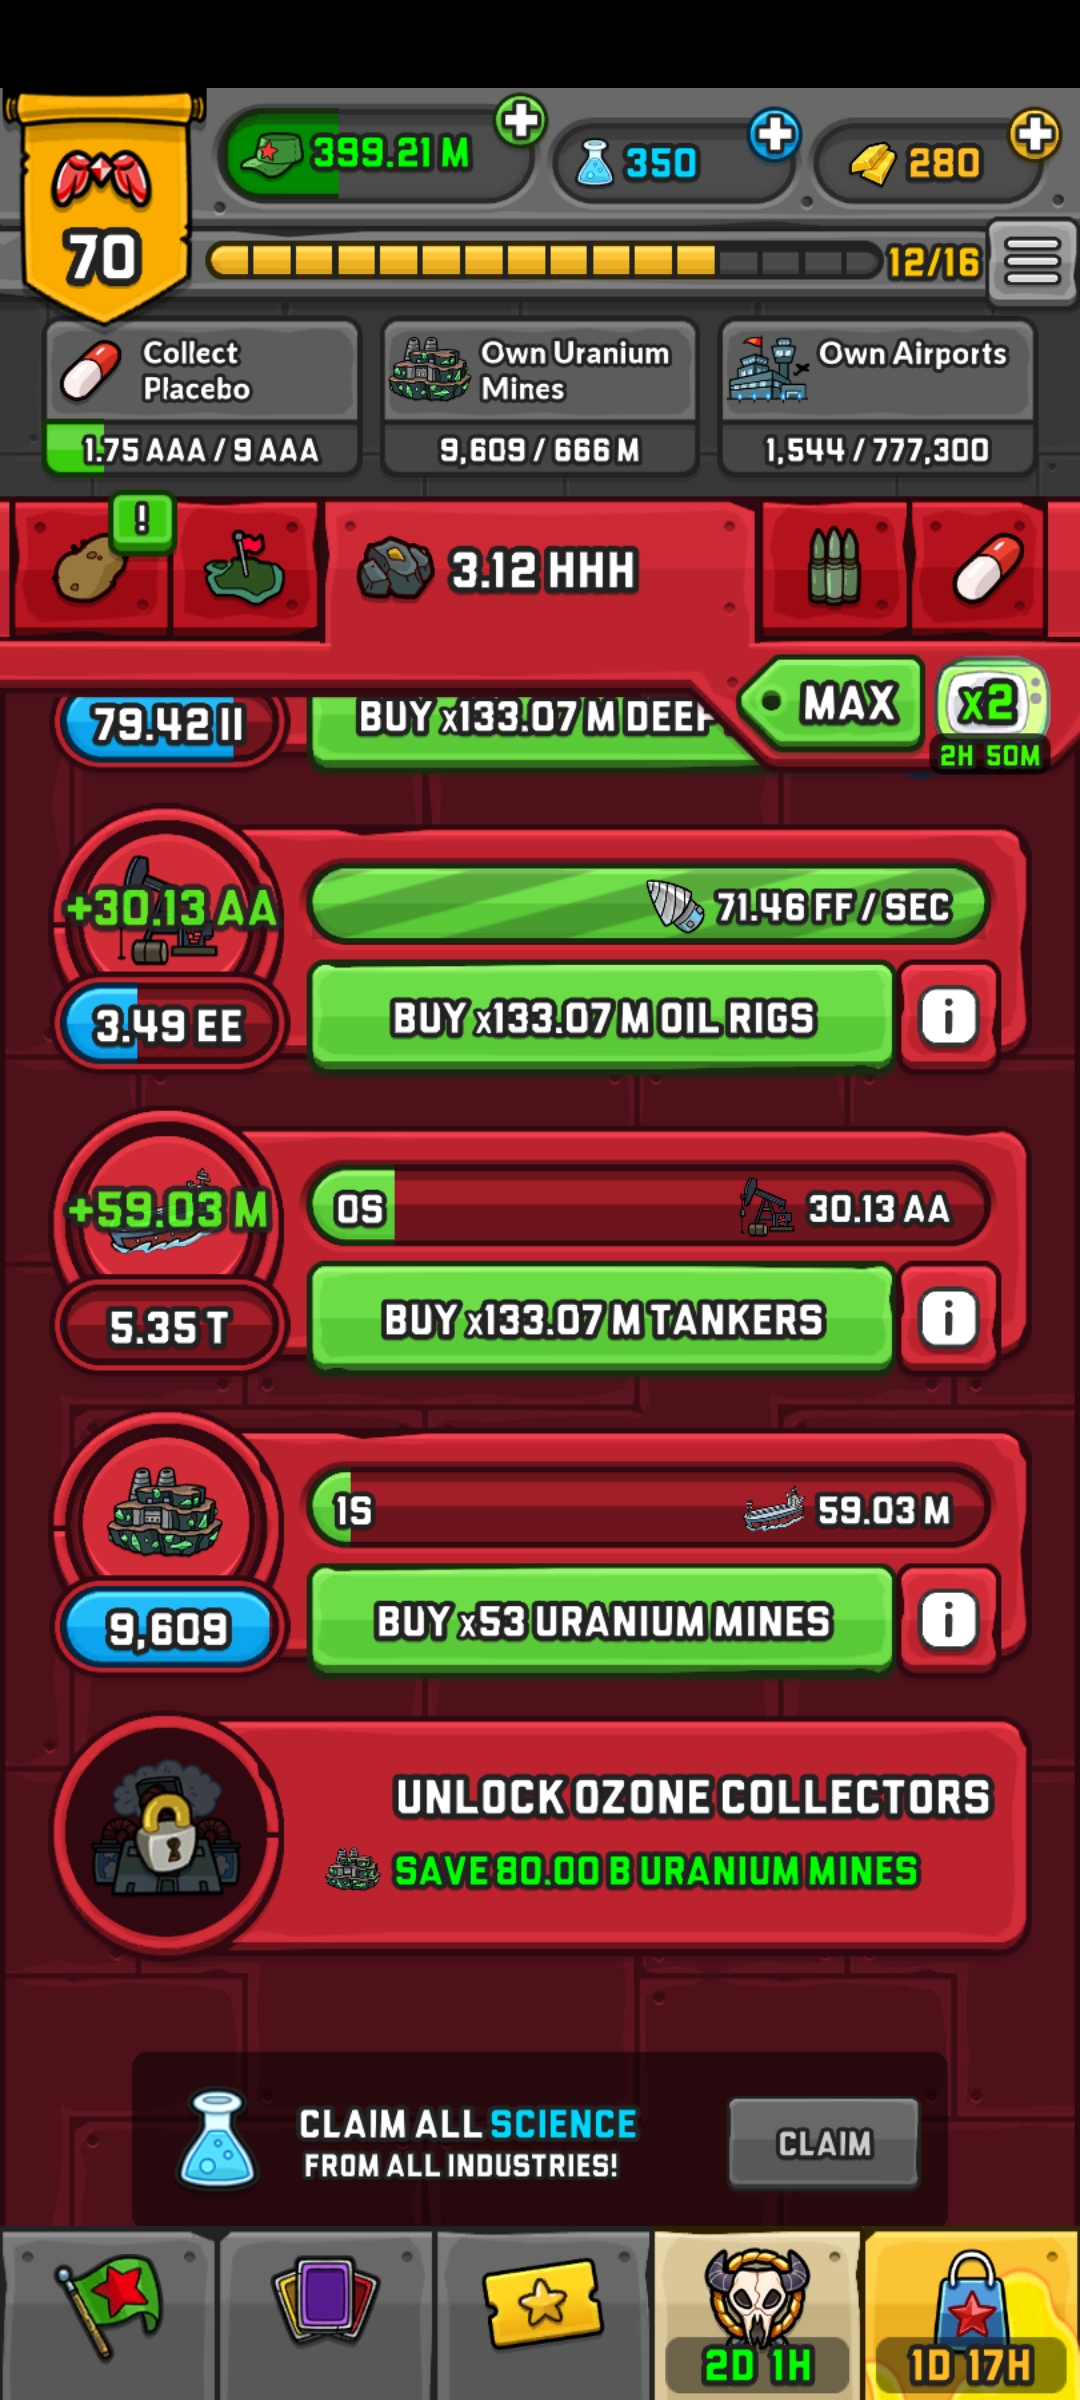 399.21 M
350
280
70
12/16
Collect
Placebo
Own Uranium
Mines
Own Airports
1.75 AAA / 9 AAA
9,609 / 666 M
1,544 / 777,300
!
3.12 HHH
MAX
x2
2H 50M
79.42 II
BUY x133.07 M DEEP
+30.13 AA
71.46 FF / SEC
3.49 EE
BUY x133.07 M OIL RIGS
i
+59.03 M
0S
30.13 AA
5.35 T
BUY x133.07 M TANKERS
i
1S
59.03 M
9,609
BUY x53 URANIUM MINES
i
UNLOCK OZONE COLLECTORS
SAVE 80.00 B URANIUM MINES
CLAIM ALL SCIENCE
FROM ALL INDUSTRIES!
CLAIM
2D 1H
1D 17H